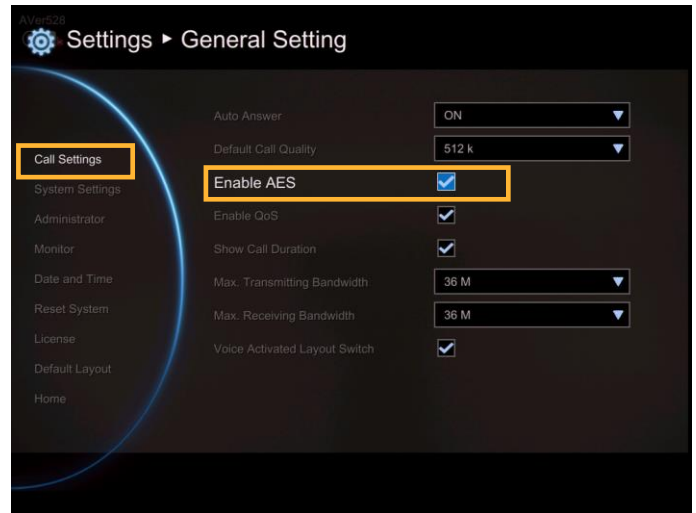 AVer528
Settings ► General Setting
Auto Answer
ON
Default Call Quality
512 k
Call Settings
Enable AES
System Settings
Enable QoS
Administrator
Monitor
Show Call Duration
Date and Time
Max. Transmitting Bandwidth
36 M
Reset System
Max. Receiving Bandwidth
36 M
License
Voice Activated Layout Switch
Default Layout
Home